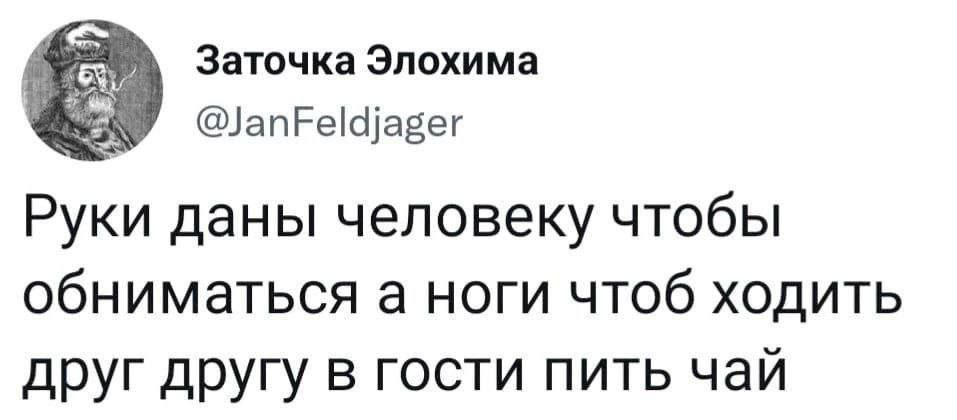 Заточка Элохима
@JanFeldjager
Руки даны человеку чтобы
обниматься а ноги чтоб ходить
друг другу в гости пить чай